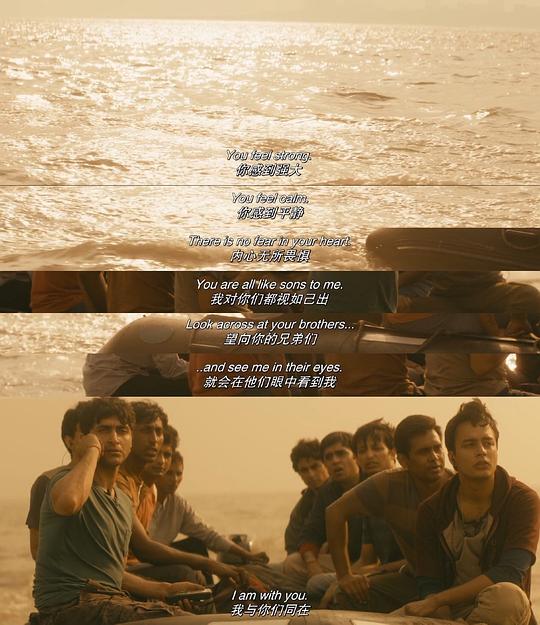 You feel strong.
你感到强大
You feel calm.
你感到平静
There is no fear in your heart.
内心无所畏惧
You are all like sons to me.
我对你们都视如己出
Look across at your brothers...
望向你的兄弟们
..and see me in their eyes.
就会在他们眼中看到我
I am with you.
我与你们同在